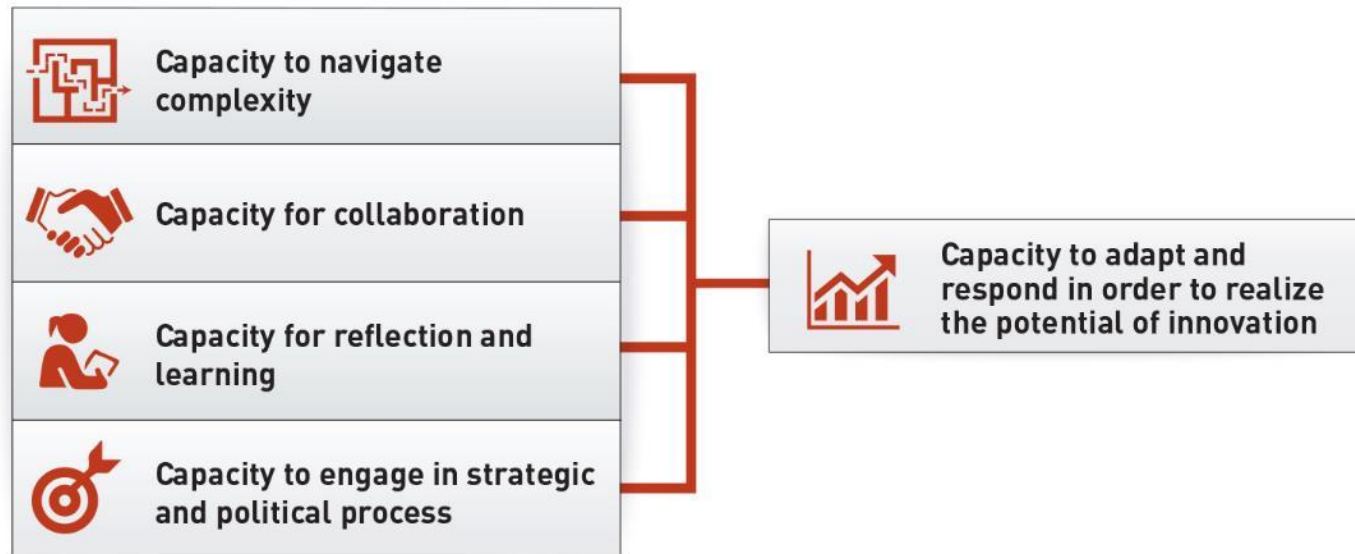 Capacity to navigate
complexity
Capacity for collaboration
Capacity for reflection and
learning
Capacity to engage in strategic
and political process
Capacity to adapt and
respond in order to realize
the potential of innovation